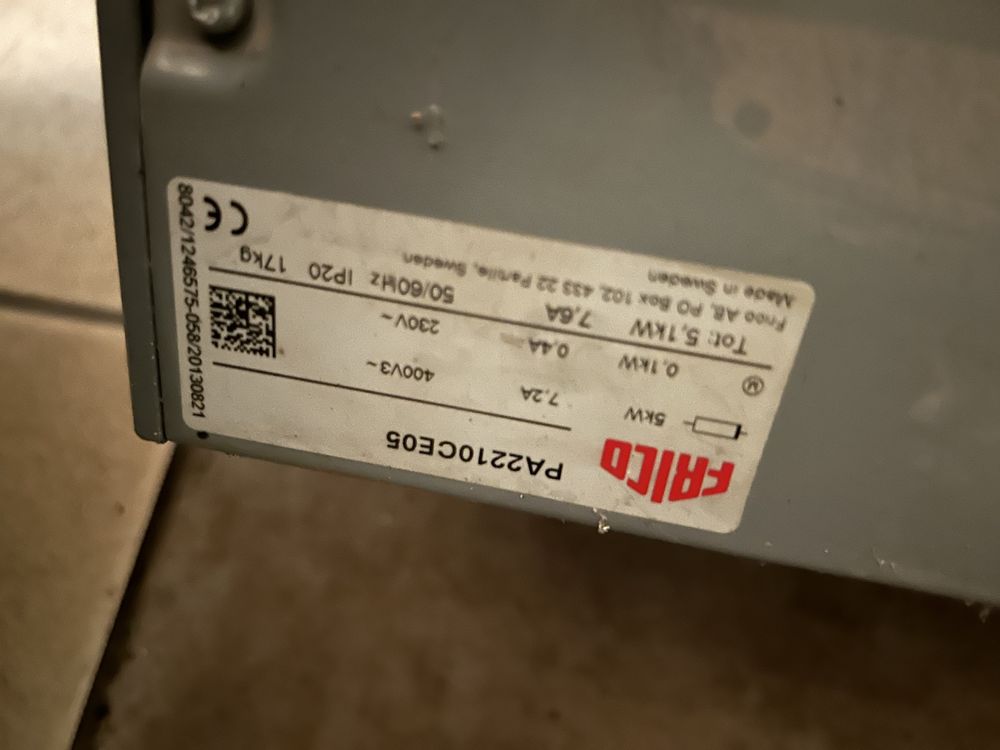 FRICO
PA2210CE05
5kW 7,2A 400V3~
M
0,1kW 0,4A 230V~
Tot: 5,1kW 7,6A 50/60Hz IP20 17kg
Frico AB, PO Box 102, 433 22 Partille, Sweden
Made in Sweden
CE
8042/1246575-058/20130821